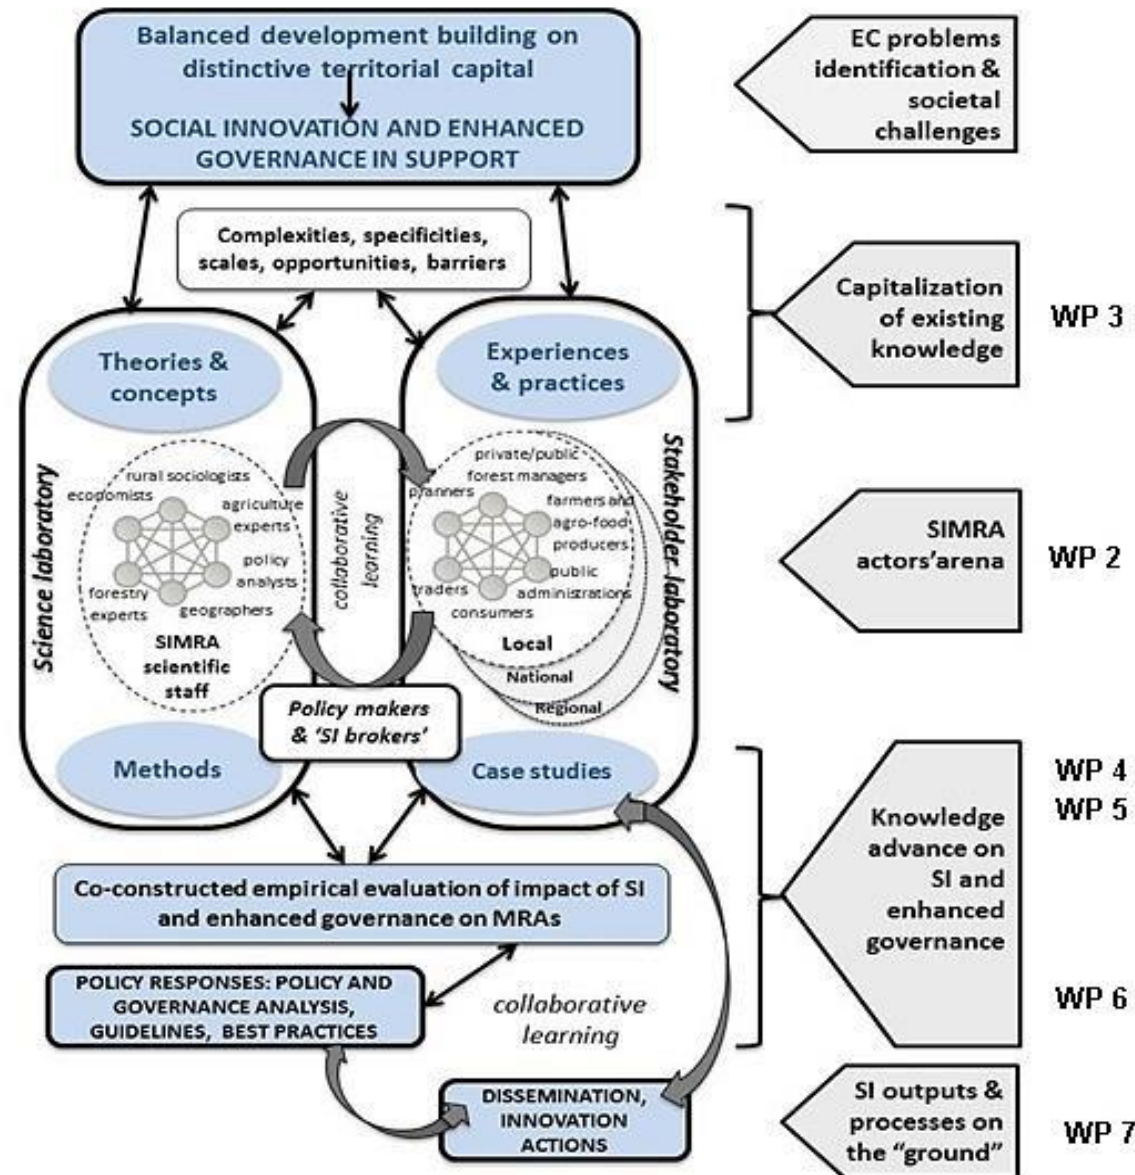 Balanced development building on
distinctive territorial capital
SOCIAL INNOVATION AND ENHANCED
GOVERNANCE IN SUPPORT
EC problems
identification &
societal
challenges
Complexities, specificities,
scales, opportunities, barriers
Capitalization
of existing
knowledge
WP 3
Theories &
concepts
Experiences
& practices
Science laboratory
rural sociologists
economists
agriculture
experts
policy
analysts
forestry
experts
geographers
SIMRA
scientific
staff
collaborative
learning
private/public
forest managers
planners
farmers and
agro-food
producers
public
administrations
traders
consumers
Local
National
Regional
Stakeholder laboratory
SIMRA
actors'arena
WP 2
Policy makers
& 'SI brokers'
Methods
Case studies
Knowledge
advance on
SI and
enhanced
governance
WP 4
WP 5
WP 6
Co-constructed empirical evaluation of impact of SI
and enhanced governance on MRAs
POLICY RESPONSES: POLICY AND
GOVERNANCE ANALYSIS,
GUIDELINES, BEST PRACTICES
collaborative
learning
DISSEMINATION,
INNOVATION
ACTIONS
SI outputs &
processes on
the “ground”
WP 7